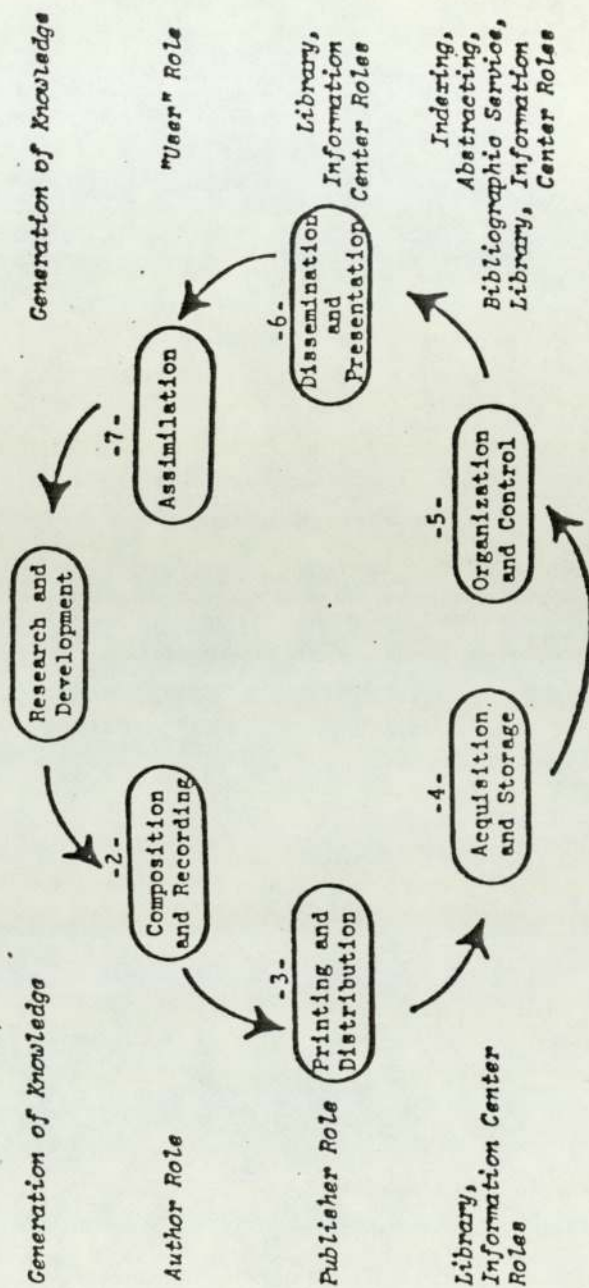 Generation of Knowledge
Generation of Knowledge
Research and
Development
Author Role
-2-
Composition
and Recording
-7-
Assimilation
"User" Role
Publisher Role
-3-
Printing and
Distribution
-6-
Dissemination
and
Presentation
Library,
Information
Center Roles
Library,
Information Center
Roles
-4-
Acquisition
and Storage
-5-
Organization
and Control
Indexing,
Abstracting,
Bibliographic Service,
Library, Information
Center Roles